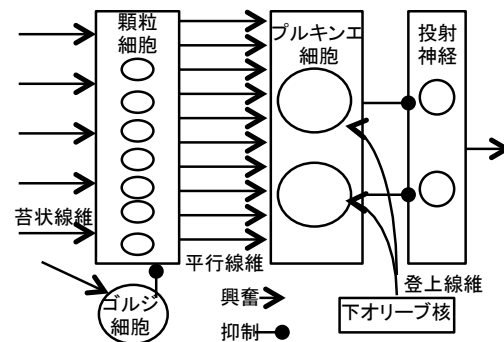 顆粒
細胞
プルキンエ
細胞
投射
神経
苔状線維
平行線維
登上線維
ゴルジ
細胞
興奮
抑制
下オリーブ核